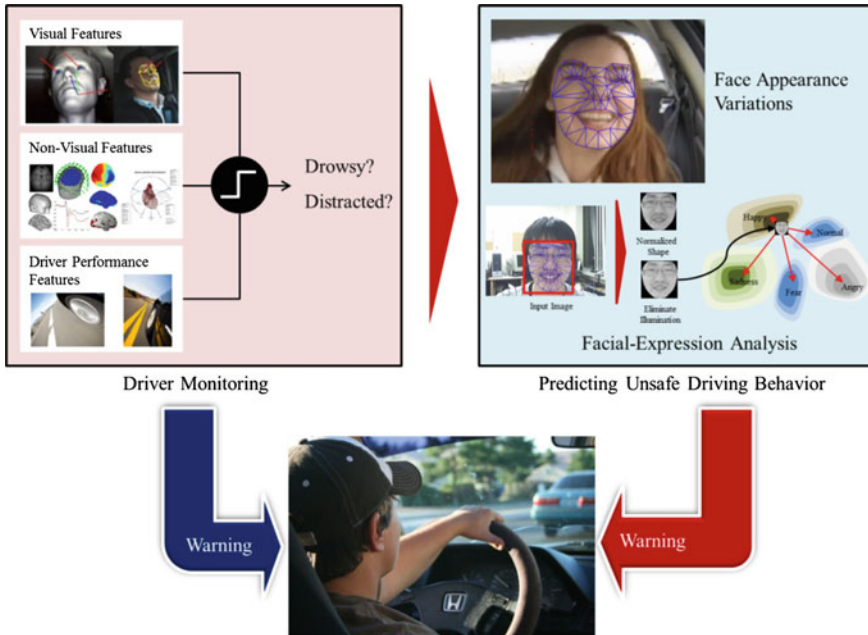 Visual Features
Non-Visual Features
Driver Performance
Features
Drowsy?
Distracted?
Driver Monitoring
Face Appearance
Variations
Input Image
Normalized
Shape
Eliminate
Illumination
Happy
Normal
Sadness
Fear
Angry
Facial-Expression Analysis
Predicting Unsafe Driving Behavior
Warning
Warning